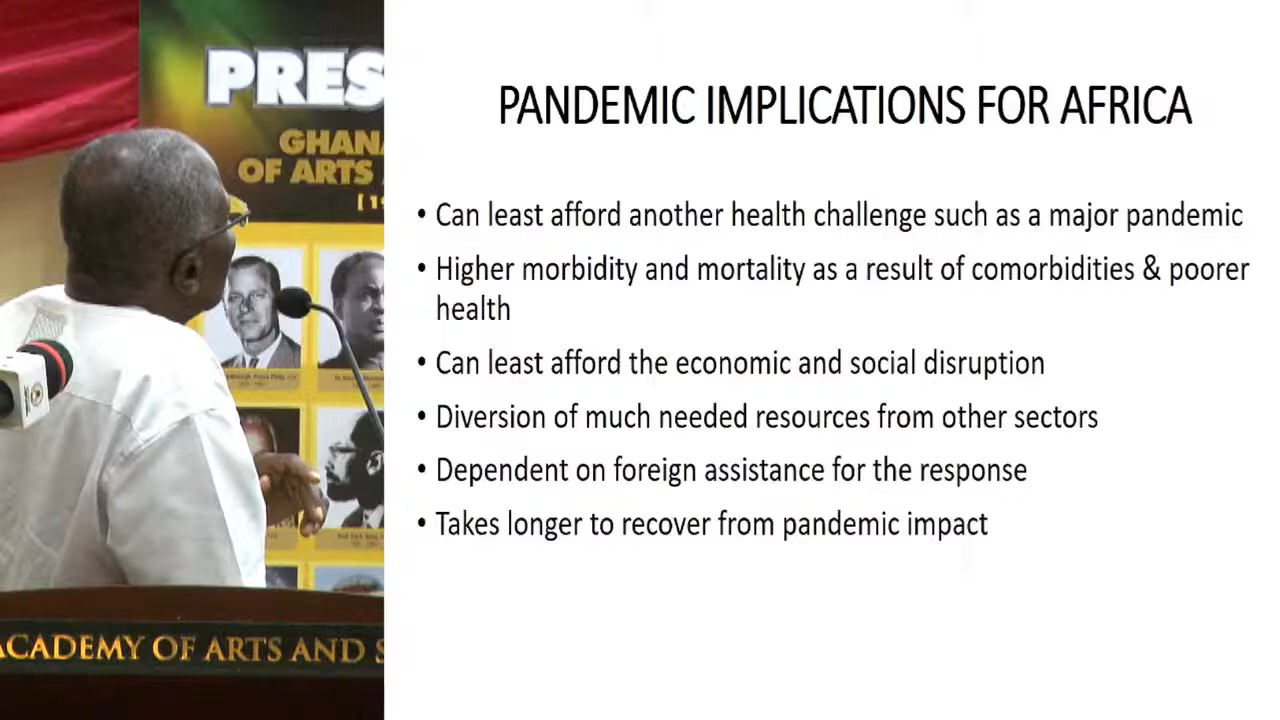 PRES
GHAN
OF ARTS
[19
ACADEMY OF ARTS AND S
PANDEMIC IMPLICATIONS FOR AFRICA
• Can least afford another health challenge such as a major pandemic
• Higher morbidity and mortality as a result of comorbidities & poorer
health
• Can least afford the economic and social disruption
• Diversion of much needed resources from other sectors
• Dependent on foreign assistance for the response
• Takes longer to recover from pandemic impact